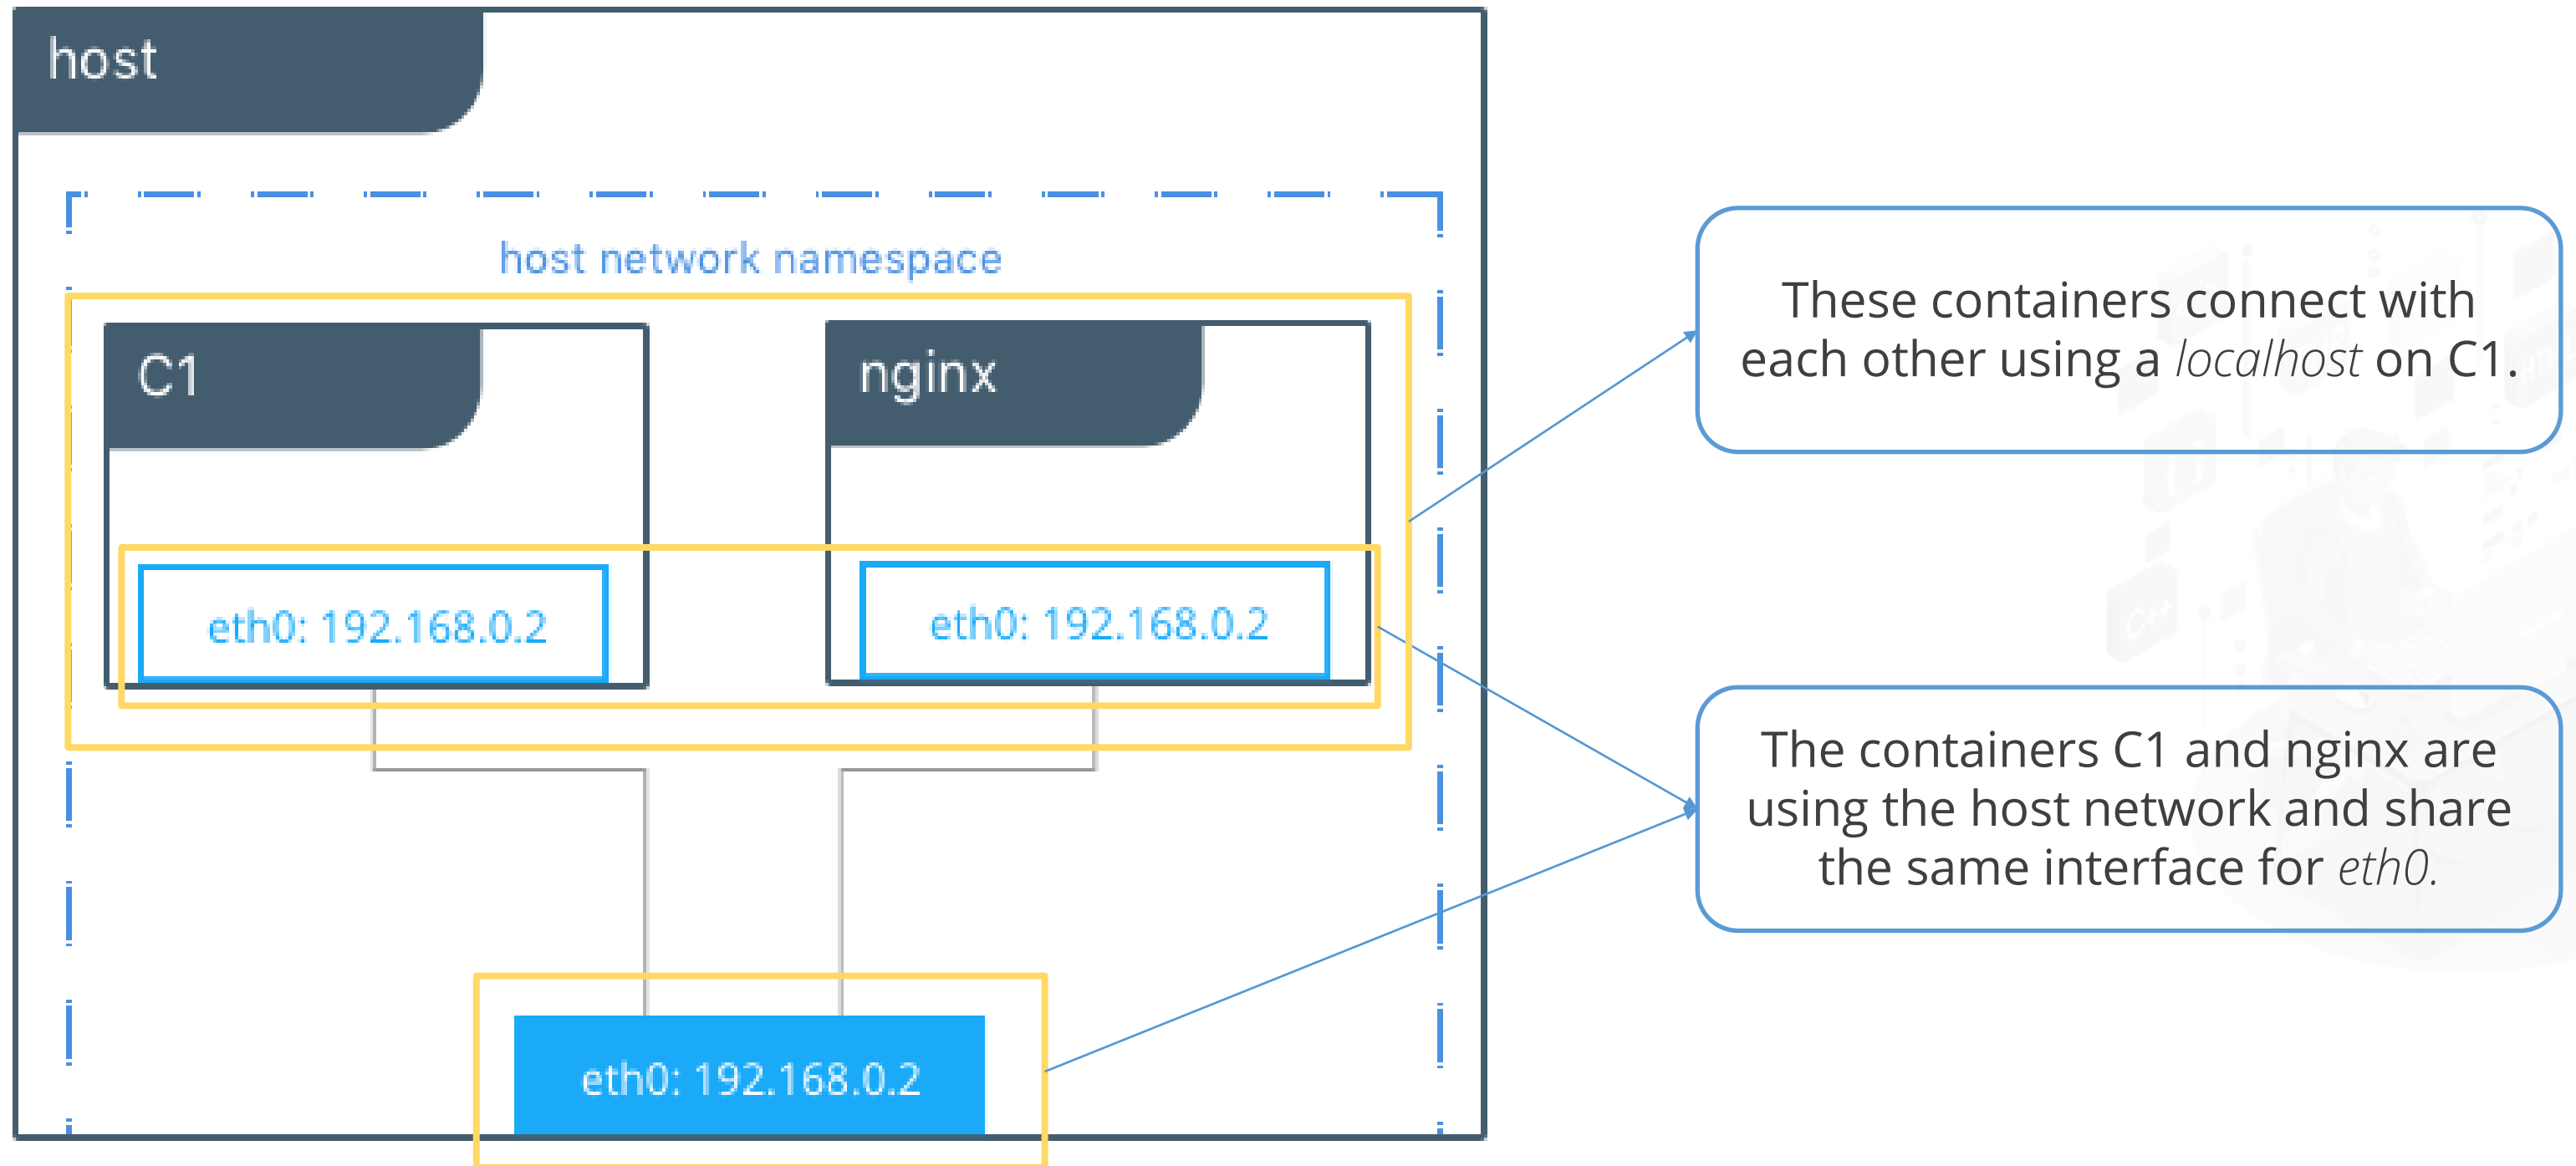 host
host network namespace
C1
nginx
eth0: 192.168.0.2
eth0: 192.168.0.2
eth0: 192.168.0.2
These containers connect with
each other using a localhost on C1.
The containers C1 and nginx are
using the host network and share
the same interface for eth0.
C++